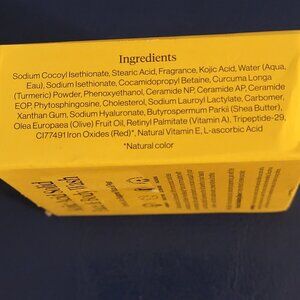 Ingredients
Sodium Cocoyl Isethionate, Stearic Acid, Fragrance, Kojic Acid, Water (Aqua,
Eau), Sodium Isethionate, Cocamidopropyl Betaine, Curcuma Longa
(Turmeric) Powder, Phenoxyethanol, Ceramide NP, Ceramide AP, Ceramide
EOP, Phytosphingosine, Cholesterol, Sodium Lauroyl Lactylate, Carbomer,
Xanthan Gum, Sodium Hyaluronate, Butyrospermum Parkii (Shea Butter),
Olea Europaea (Olive) Fruit Oil, Retinyl Palmitate (Vitamin A), Tripeptide-29,
CI77491 Iron Oxides (Red)*, Natural Vitamin E, L-ascorbic Acid
*Natural color